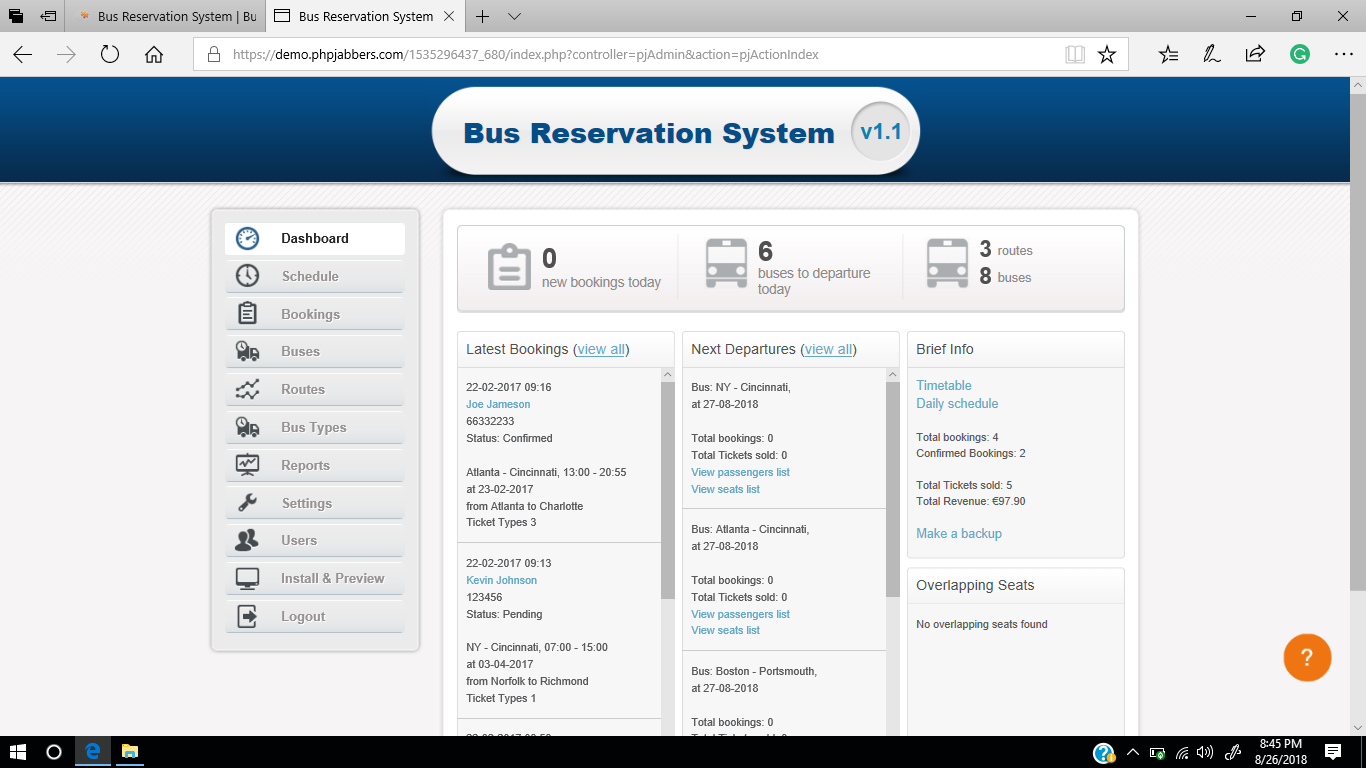 Bus Reservation System | Bu
Bus Reservation System
https://demo.phpjabbers.com/1535296437_680/index.php?controller=pjAdmin&action=pjActionIndex
Bus Reservation System v1.1
Dashboard
Schedule
Bookings
Buses
Routes
Bus Types
Reports
Settings
Users
Install & Preview
Logout
0
new bookings today
6
buses to departure
today
3 routes
8 buses
Latest Bookings (view all)
22-02-2017 09:16
Joe Jameson
66332233
Status: Confirmed
Atlanta - Cincinnati, 13:00 - 20:55
at 23-02-2017
from Atlanta to Charlotte
Ticket Types 3
22-02-2017 09:13
Kevin Johnson
123456
Status: Pending
NY - Cincinnati, 07:00 - 15:00
at 03-04-2017
from Norfolk to Richmond
Ticket Types 1
Next Departures (view all)
Bus: NY - Cincinnati,
at 27-08-2018
Total bookings: 0
Total Tickets sold: 0
View passengers list
View seats list
Bus: Atlanta - Cincinnati,
at 27-08-2018
Total bookings: 0
Total Tickets sold: 0
View passengers list
View seats list
Bus: Boston - Portsmouth,
at 27-08-2018
Total bookings: 0
Brief Info
Timetable
Daily schedule
Total bookings: 4
Confirmed Bookings: 2
Total Tickets sold: 5
Total Revenue: €97.90
Make a backup
Overlapping Seats
No overlapping seats found
?
8:45 PM
8/26/2018